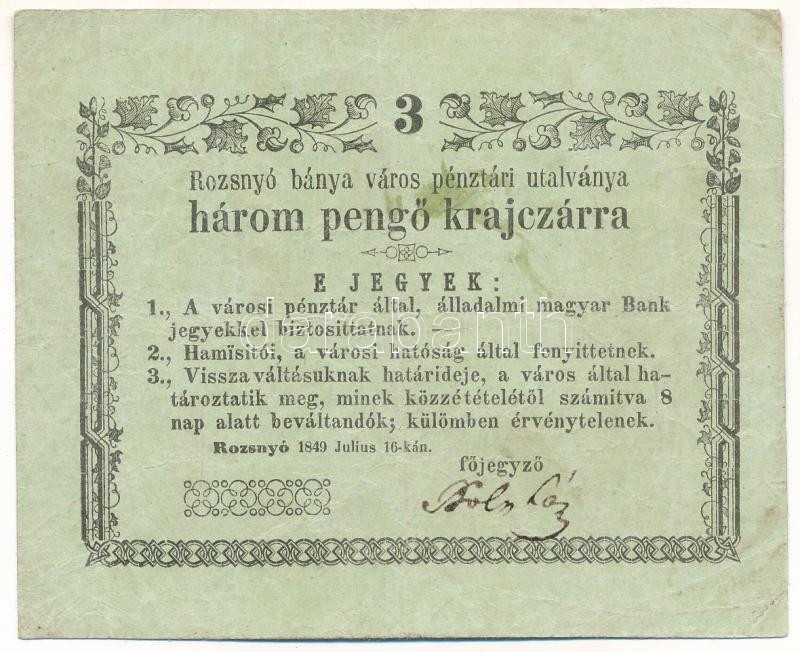 3
Rozsnyó bánya város pénztári utalványa
három pengő krajczárra
E JEGYEK:
1., A városi pénztár által, álladalmi magyar Bank
jegyekkel biztosittatnak. —
2., Hamïsítói, a városi hatóság által fenyittetnek.
3., Vissza váltásuknak határideje, a város által ha-
tároztatik meg, minek közzétételétől számitva 8
nap alatt beváltandók; külömben érvénytelenek.
Rozsnyó 1849 Julius 16-kán.
főjegyző
darabanth